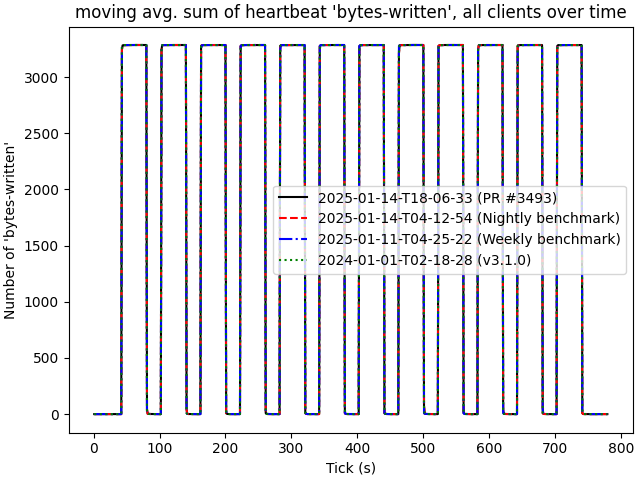 moving avg. sum of heartbeat 'bytes-written', all clients over time
Number of 'bytes-written'
3000
2500
2000
1500
1000
500
0
2025-01-14-T18-06-33 (PR #3493)
2025-01-14-T04-12-54 (Nightly benchmark)
2025-01-11-T04-25-22 (Weekly benchmark)
2024-01-01-T02-18-28 (v3.1.0)
0 100 200 300 400 500 600 700 800
Tick (s)